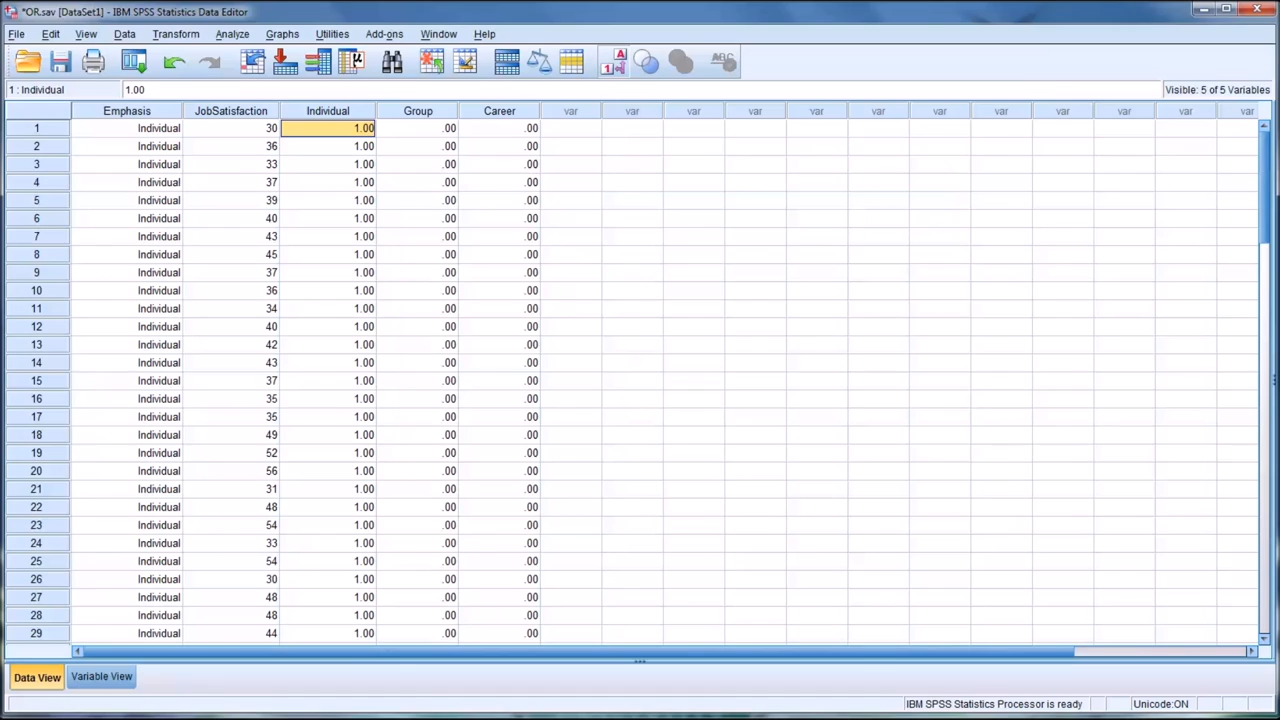 *OR.sav [DataSet1] - IBM SPSS Statistics Data Editor
File Edit View Data Transform Analyze Graphs Utilities Add-ons Window Help
1 : Individual 1.00 Visible: 5 of 5 Variables
Emphasis JobSatisfaction Individual Group Career var var var var var var var var var var var var
1 Individual 30 1.00 .00 .00
2 Individual 36 1.00 .00 .00
3 Individual 33 1.00 .00 .00
4 Individual 37 1.00 .00 .00
5 Individual 39 1.00 .00 .00
6 Individual 40 1.00 .00 .00
7 Individual 43 1.00 .00 .00
8 Individual 45 1.00 .00 .00
9 Individual 37 1.00 .00 .00
10 Individual 36 1.00 .00 .00
11 Individual 34 1.00 .00 .00
12 Individual 40 1.00 .00 .00
13 Individual 42 1.00 .00 .00
14 Individual 43 1.00 .00 .00
15 Individual 37 1.00 .00 .00
16 Individual 35 1.00 .00 .00
17 Individual 35 1.00 .00 .00
18 Individual 49 1.00 .00 .00
19 Individual 52 1.00 .00 .00
20 Individual 56 1.00 .00 .00
21 Individual 31 1.00 .00 .00
22 Individual 48 1.00 .00 .00
23 Individual 54 1.00 .00 .00
24 Individual 33 1.00 .00 .00
25 Individual 54 1.00 .00 .00
26 Individual 30 1.00 .00 .00
27 Individual 48 1.00 .00 .00
28 Individual 48 1.00 .00 .00
29 Individual 44 1.00 .00 .00
Data View Variable View
IBM SPSS Statistics Processor is ready Unicode:ON